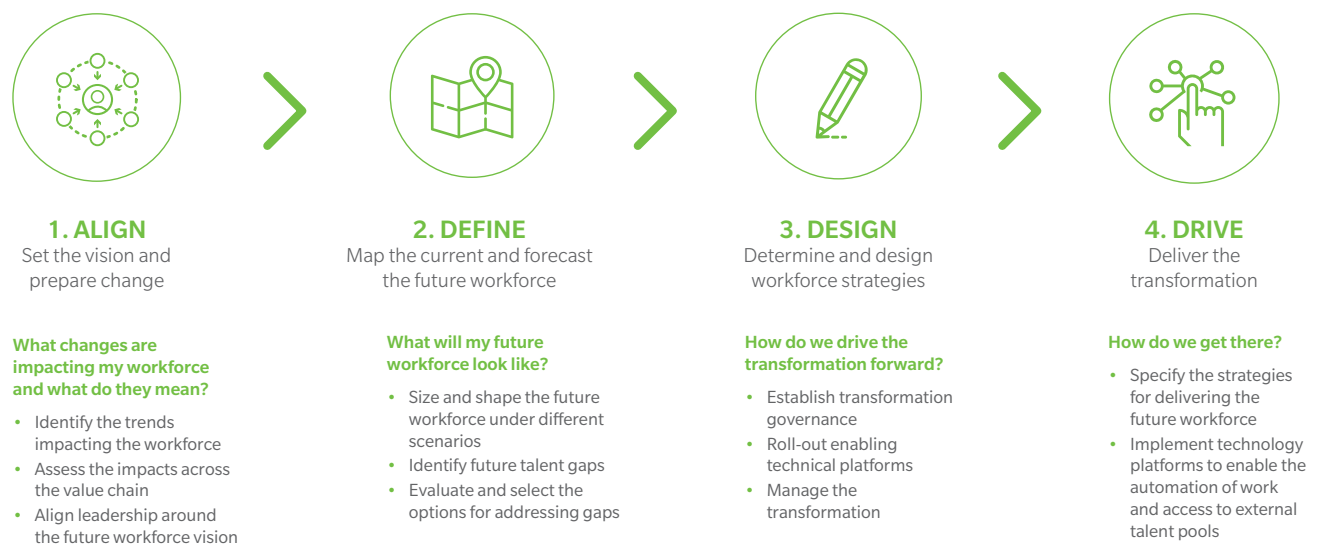 1. ALIGN
Set the vision and
prepare change
What changes are
impacting my workforce
and what do they mean?
• Identify the trends
impacting the workforce
• Assess the impacts across
the value chain
• Align leadership around
the future workforce vision
2. DEFINE
Map the current and forecast
the future workforce
What will my future
workforce look like?
• Size and shape the future
workforce under different
scenarios
• Identify future talent gaps
• Evaluate and select the
options for addressing gaps
3. DESIGN
Determine and design
workforce strategies
How do we drive the
transformation forward?
• Establish transformation
governance
• Roll-out enabling
technical platforms
• Manage the
transformation
4. DRIVE
Deliver the
transformation
How do we get there?
• Specify the strategies
for delivering the
future workforce
• Implement technology
platforms to enable the
automation of work
and access to external
talent pools